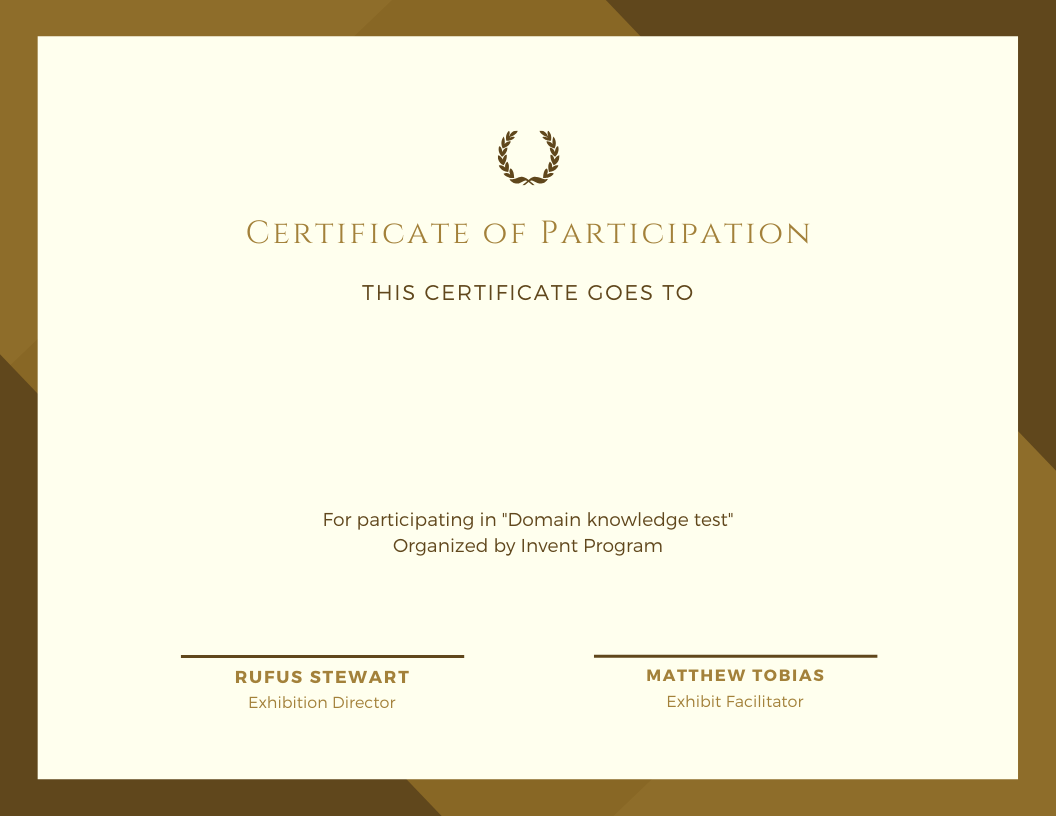 Certificate of Participation
THIS CERTIFICATE GOES TO
For participating in "Domain knowledge test"
Organized by Invent Program
RUFUS STEWART
Exhibition Director
MATTHEW TOBIAS
Exhibit Facilitator